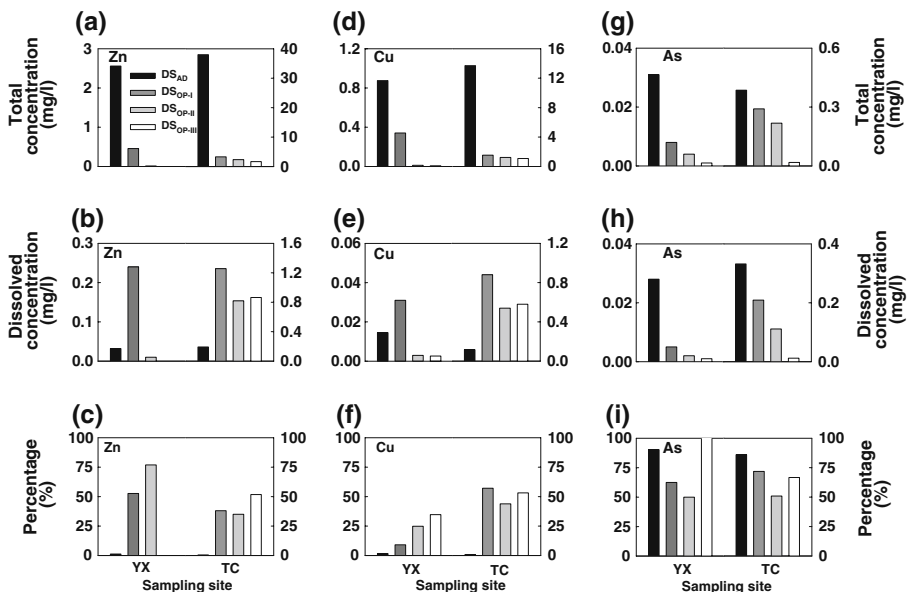 (a)
Zn
Total
concentration
(mg/l)
3
2
1
0
40
30
20
10
0
DS_AD
DS_OP-I
DS_OP-II
DS_OP-III
(d)
Cu
1.2
0.8
0.4
0.0
16
12
8
4
0
(g)
As
0.04
0.02
0.00
0.6
0.3
0.0
Total
concentration
(mg/l)
(b)
Zn
Dissolved
concentration
(mg/l)
0.3
0.2
0.1
0.0
1.6
1.2
0.8
0.4
0.0
(e)
Cu
0.06
0.04
0.02
0.00
1.2
0.9
0.6
0.3
0.0
(h)
As
0.04
0.02
0.00
0.4
0.2
0.0
Dissolved
concentration
(mg/l)
(c)
Zn
Percentage
(%)
100
75
50
25
0
100
75
50
25
0
YX
TC
Sampling site
(f)
Cu
100
75
50
25
0
100
75
50
25
0
YX
TC
Sampling site
(i)
As
100
75
50
25
0
100
75
50
25
0
YX
TC
Sampling site
Percentage
(%)